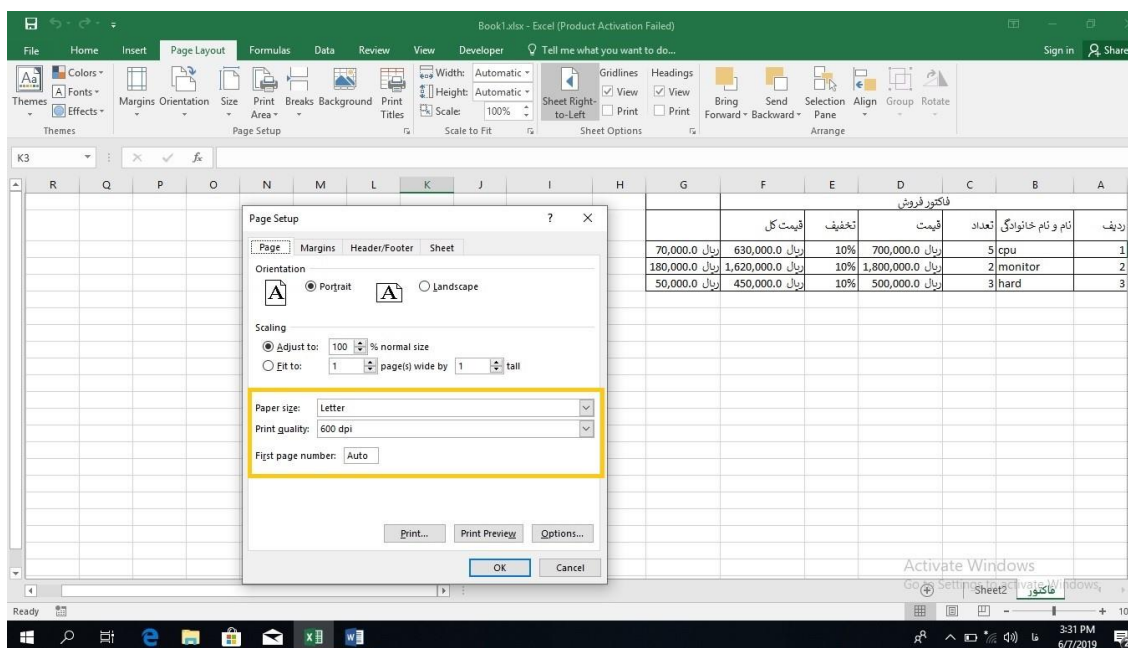 Book1.xlsx - Excel (Product Activation Failed)
File Home Insert Page Layout Formulas Data Review View Developer Tell me what you want to do... Sign in Share
Colors Width: Automatic Gridlines Headings
Fonts Height: Automatic View View
Effects Scale: 100% Print Print
Themes Margins Orientation Size Print Area Breaks Background Print Titles Sheet Right-to-Left Bring Forward Send Backward Selection Pane Align Group Rotate
Themes Page Setup Scale to Fit Sheet Options Arrange
K3 fx
R Q P O N M L K J I H G F E D C B A
فاکتور فروش
ردیف نام و نام خانوادگی تعداد قیمت تخفیف قیمت کل
1 cpu 5 ریال 700,000.0 10% ریال 630,000.0 ریال 70,000.0
2 monitor 2 ریال 1,800,000.0 10% ریال 1,620,000.0 ریال 180,000.0
3 hard 3 ریال 500,000.0 10% ریال 450,000.0 ریال 50,000.0
Page Setup ? ×
Page Margins Header/Footer Sheet
Orientation
A Portrait A Landscape
Scaling
Adjust to: 100 % normal size
Fit to: 1 page(s) wide by 1 tall
Paper size: Letter
Print quality: 600 dpi
First page number: Auto
Print... Print Preview Options...
OK Cancel
Activate Windows
Go to Settings to activate Windows.
Sheet2 فاکتور
Ready 10
فا 3:31 PM
6/7/2019